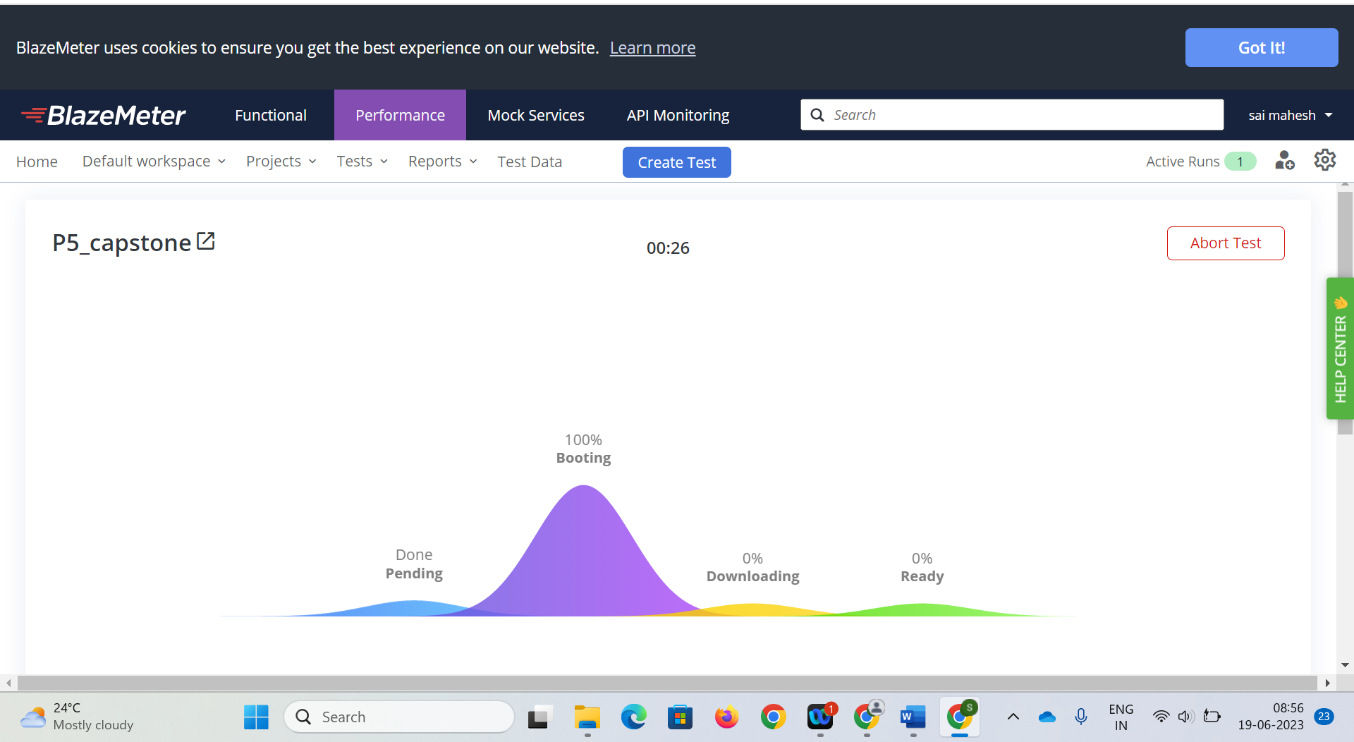 BlazeMeter uses cookies to ensure you get the best experience on our website. Learn more
Got It!
BlazeMeter
Functional
Performance
Mock Services
API Monitoring
Search
sai mahesh
Home
Default workspace
Projects
Tests
Reports
Test Data
Create Test
Active Runs 1
P5_capstone
00:26
Abort Test
HELP CENTER
100%
Booting
Done
Pending
0%
Downloading
0%
Ready
24°C
Mostly cloudy
Search
1
S
W
ENG
IN
08:56
19-06-2023
23